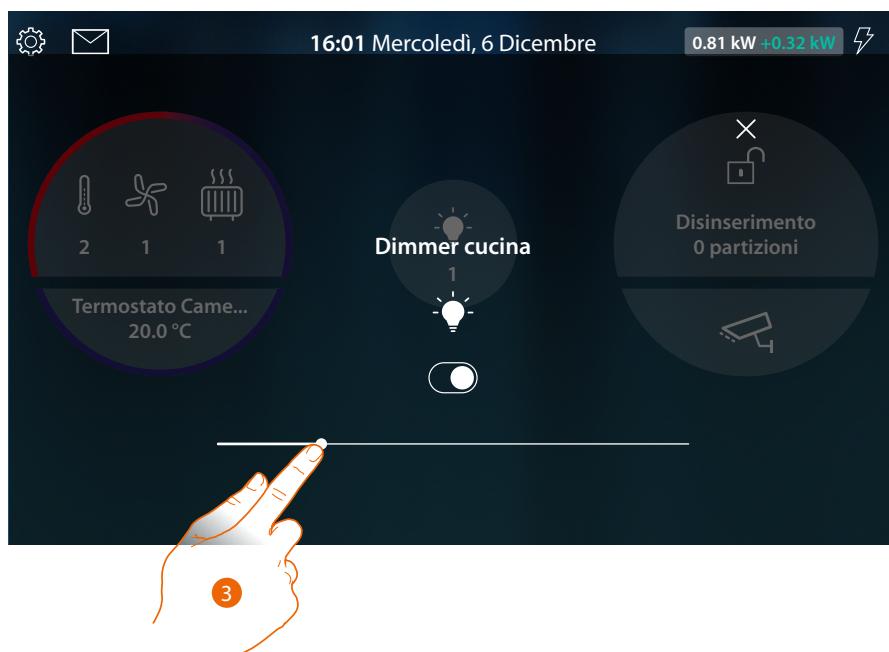 16:01 Mercoledì, 6 Dicembre
0.81 kW +0.32 kW
2 1 1
Termostato Came...
20.0 °C
Dimmer cucina
1
Disinserimento
0 partizioni
3